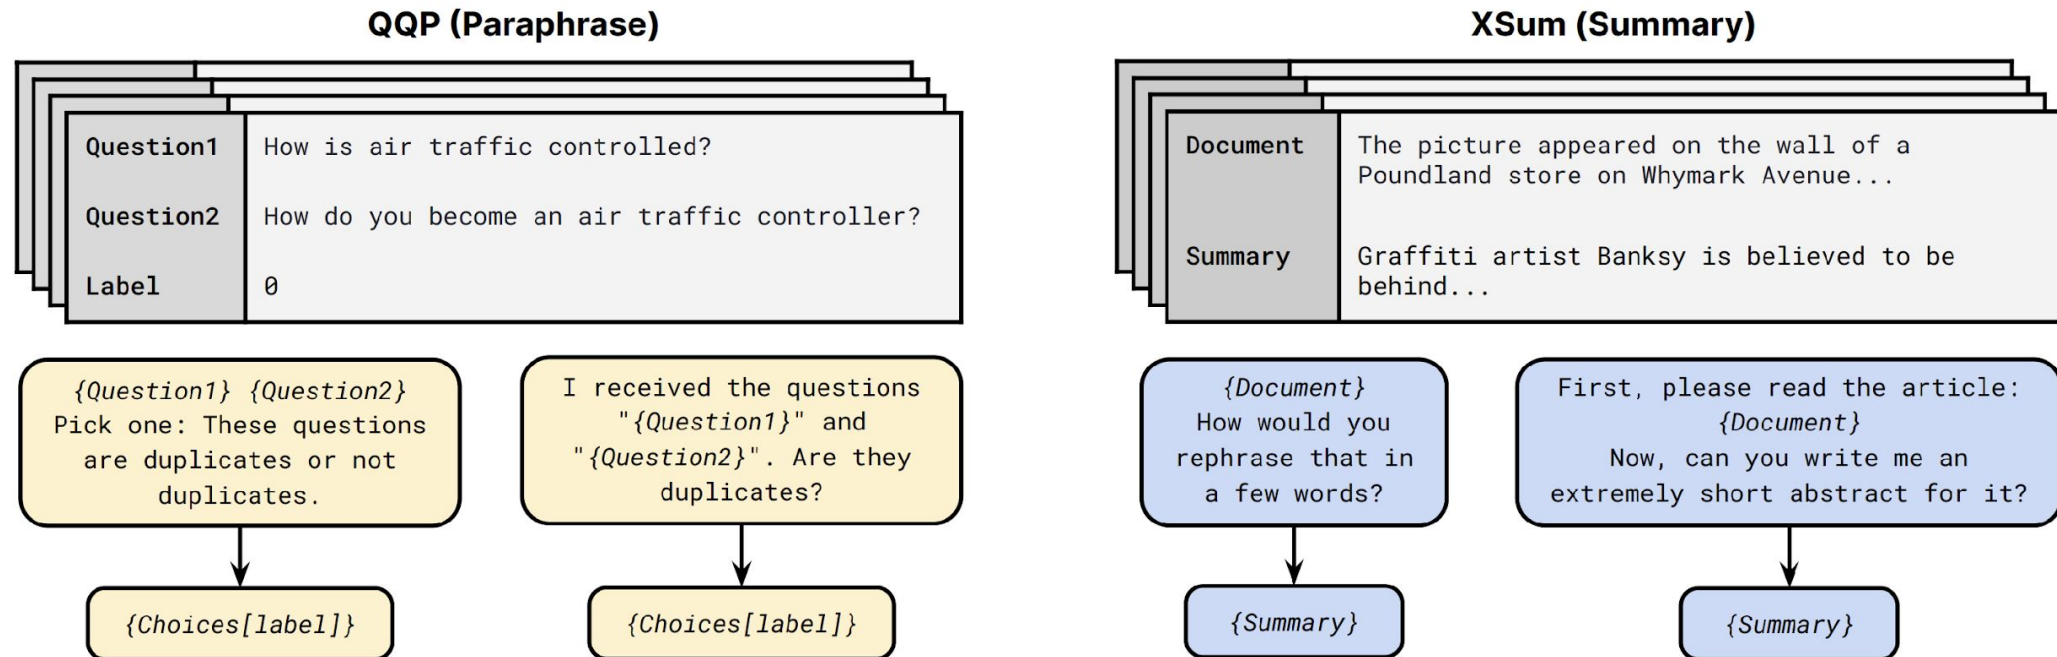 QQP (Paraphrase)
Question1 How is air traffic controlled?
Question2 How do you become an air traffic controller?
Label 0
{Question1} {Question2}
Pick one: These questions
are duplicates or not
duplicates.
{Choices[label]}
I received the questions
"{Question1}" and
"{Question2}". Are they
duplicates?
{Choices[label]}
XSum (Summary)
Document The picture appeared on the wall of a
Poundland store on Whymark Avenue...
Summary Graffiti artist Banksy is believed to be
behind...
{Document}
How would you
rephrase that in
a few words?
{Summary}
First, please read the article:
{Document}
Now, can you write me an
extremely short abstract for it?
{Summary}